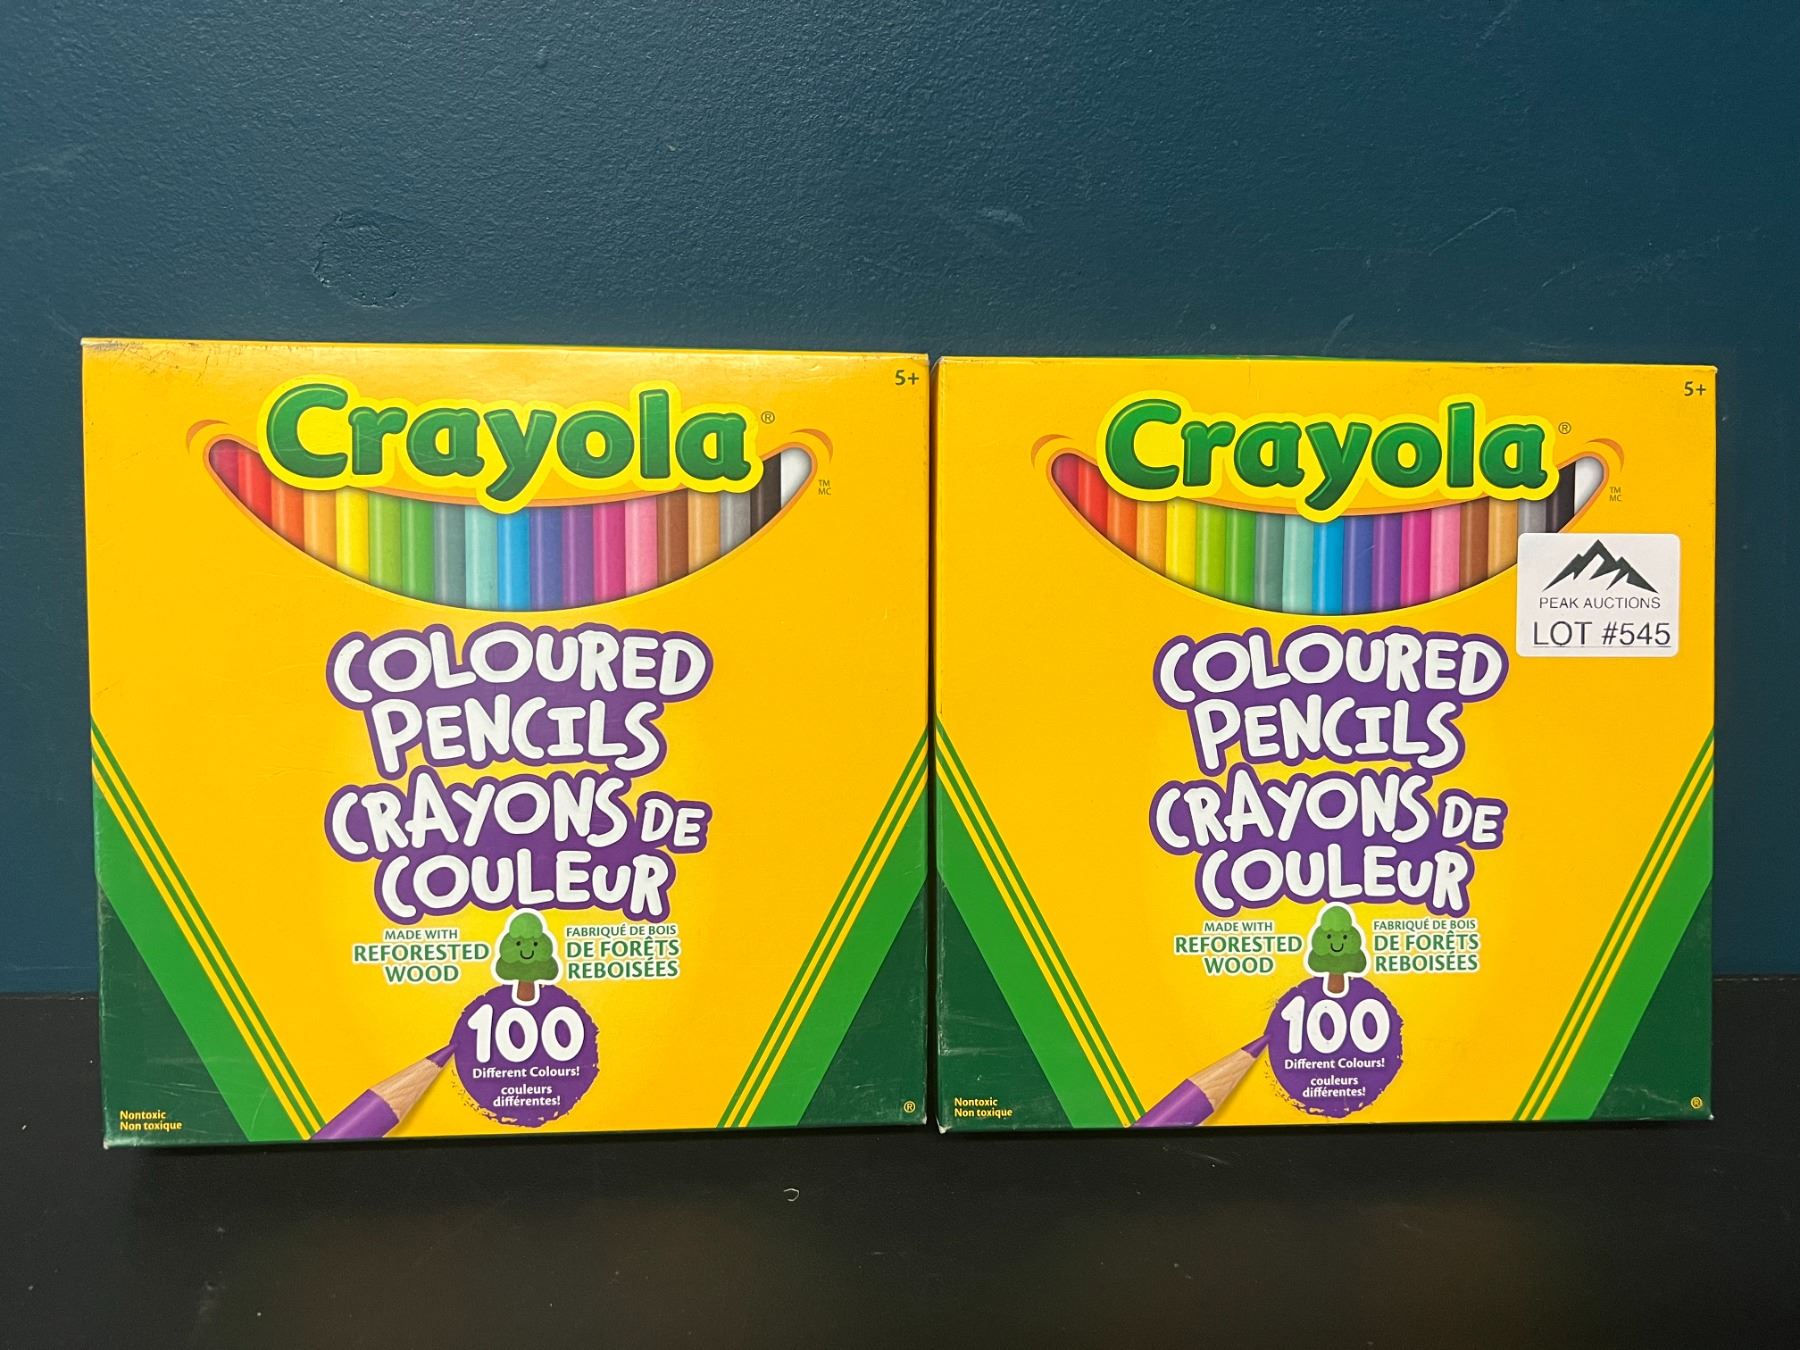 5+
Crayola®
TM
MC
COLOURED
PENCILS
CRAYONS DE
COULEUR
MADE WITH
REFORESTED
WOOD
FABRIQUÉ DE BOIS
DE FORÊTS
REBOISÉES
100
Different Colours!
couleurs
différentes!
Nontoxic
Non toxique
®
5+
Crayola®
TM
MC
PEAK AUCTIONS
LOT #545
COLOURED
PENCILS
CRAYONS DE
COULEUR
MADE WITH
REFORESTED
WOOD
FABRIQUÉ DE BOIS
DE FORÊTS
REBOISÉES
100
Different Colours!
couleurs
différentes!
Nontoxic
Non toxique
®